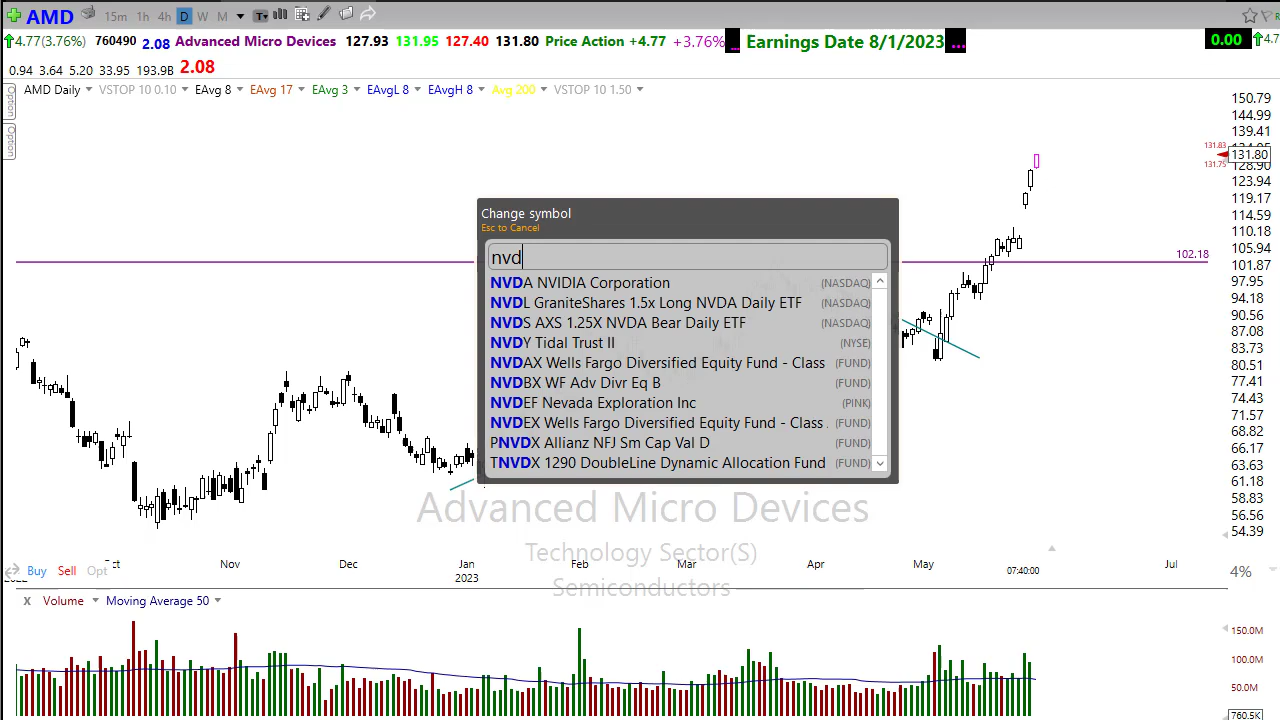 AMD 15m 1h 4h D W M
4.77(3.76%) 760490 2.08 Advanced Micro Devices 127.93 131.95 127.40 131.80 Price Action +4.77 +3.76% ... Earnings Date 8/1/2023 ... 0.00 4.7
0.94 3.64 5.20 33.95 193.9B 2.08
AMD Daily VSTOP 10 0.10 EAvg 8 EAvg 17 EAvg 3 EAvgL 8 EAvgH 8 Avg 200 VSTOP 10 1.50
Option
Option
150.79
144.99
139.41
131.83
131.80
131.75
128.90
123.94
119.17
114.59
110.18
105.94
102.18
101.87
97.95
94.18
90.56
87.08
83.73
80.51
77.41
74.43
71.57
68.82
66.17
63.63
61.18
58.83
56.56
54.39
Change symbol
Esc to Cancel
nvd
NVDA NVIDIA Corporation (NASDAQ)
NVDL GraniteShares 1.5x Long NVDA Daily ETF (NASDAQ)
NVDS AXS 1.25X NVDA Bear Daily ETF (NASDAQ)
NVDY Tidal Trust II (NYSE)
NVDAX Wells Fargo Diversified Equity Fund - Class (FUND)
NVDBX WF Adv Divr Eq B (FUND)
NVDEF Nevada Exploration Inc (PINK)
NVDEX Wells Fargo Diversified Equity Fund - Class . (FUND)
PNVDX Allianz NFJ Sm Cap Val D (FUND)
TNVDX 1290 DoubleLine Dynamic Allocation Fund (FUND)
Advanced Micro Devices
Technology Sector(S)
Semiconductors
Nov Dec Feb Mar Apr May Jul
2023
07:40:00
Buy Sell Opt
4%
X Volume Moving Average 50
150.0M
100.0M
50.0M
760.5K